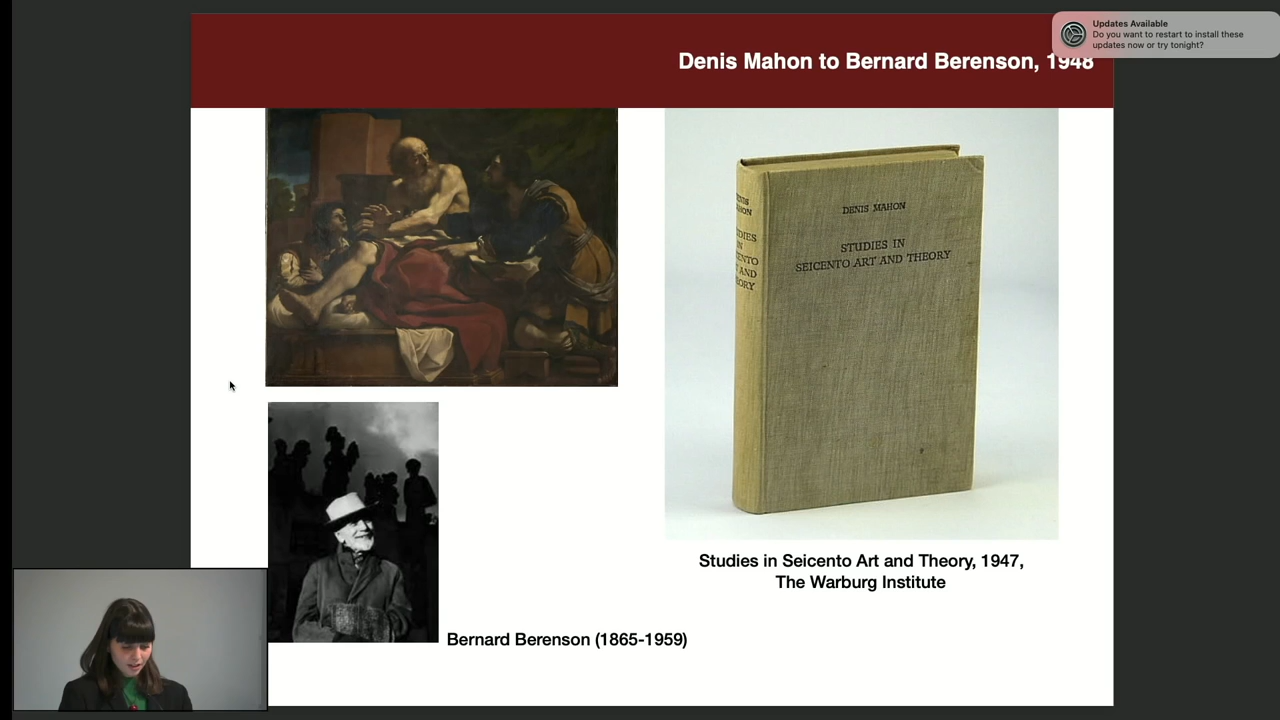 Updates Available
Do you want to restart to install these
updates now or try tonight?
Denis Mahon to Bernard Berenson, 1948
DENIS MAHON
STUDIES IN
SEICENTO ART AND THEORY
Studies in Seicento Art and Theory, 1947,
The Warburg Institute
Bernard Berenson (1865-1959)